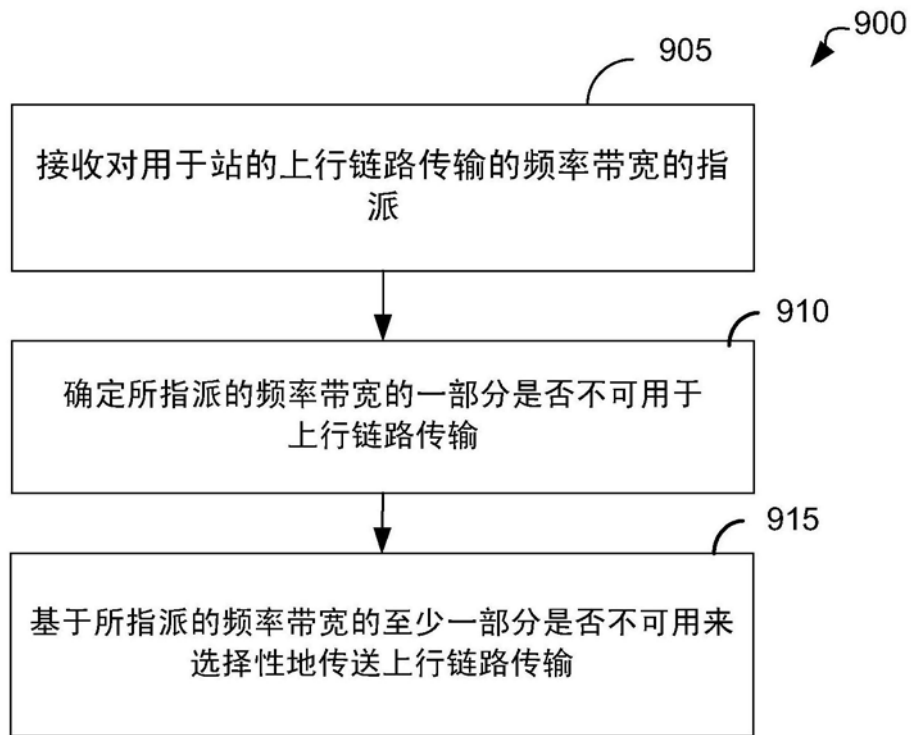 900
905
接收对用于站的上行链路传输的频率带宽的指
派
910
确定所指派的频率带宽的一部分是否不可用于
上行链路传输
915
基于所指派的频率带宽的至少一部分是否不可用来
选择性地传送上行链路传输